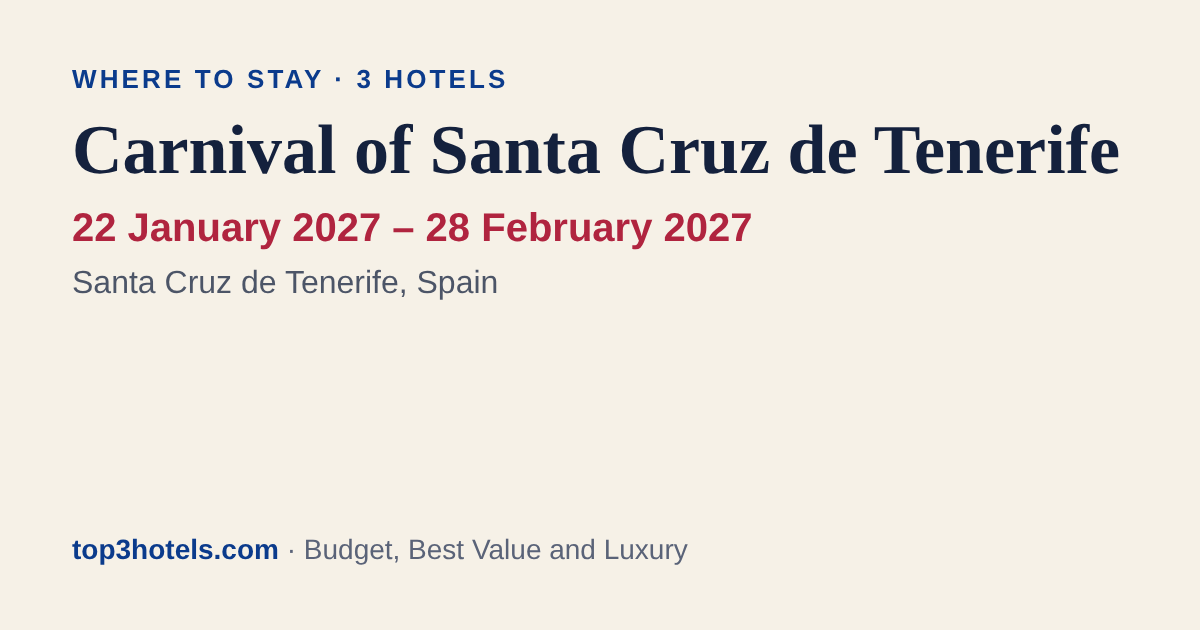 WHERE TO STAY · 3 HOTELS
Carnival of Santa Cruz de Tenerife
22 January 2027 – 28 February 2027
Santa Cruz de Tenerife, Spain
top3hotels.com · Budget, Best Value and Luxury